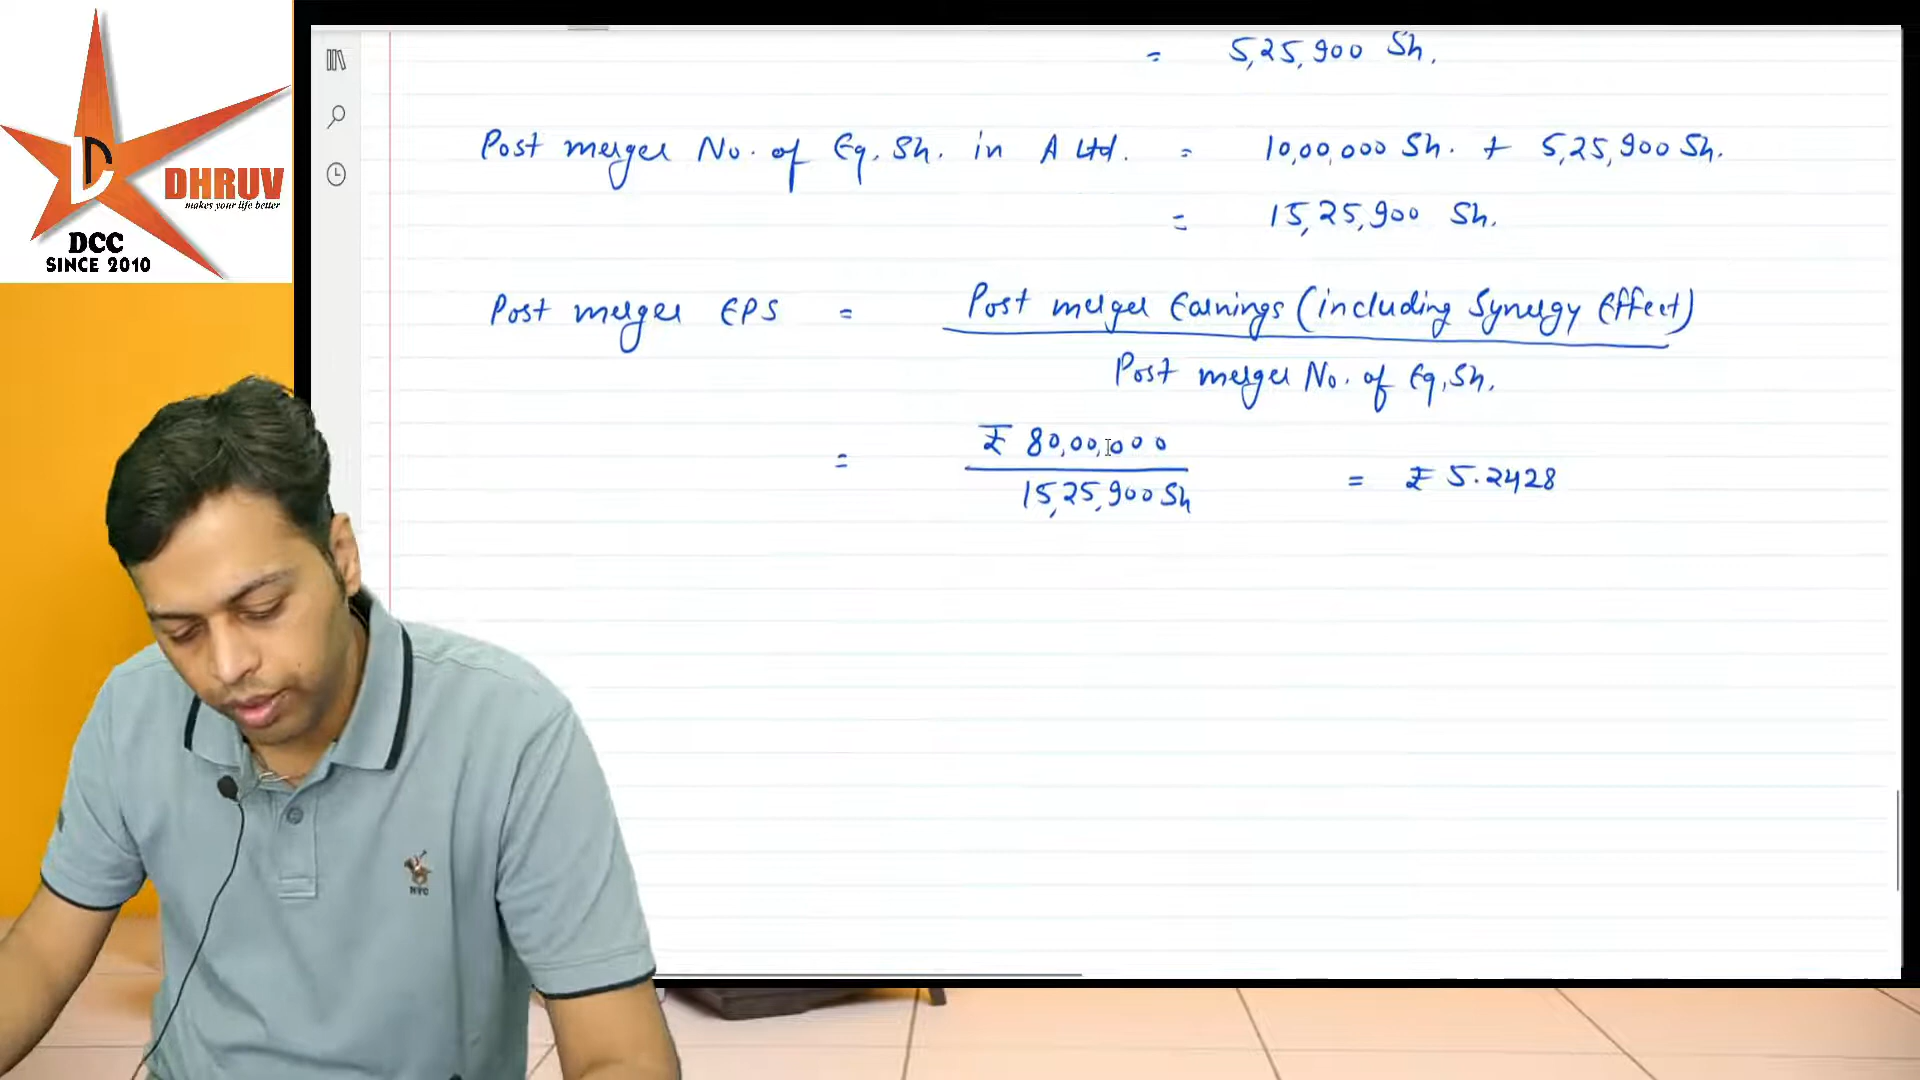 D
DHRUV
makes your life better
DCC
SINCE 2010
= 5,25,900 Sh.
Post merger No. of Eq. Sh. in A Ltd. = 10,00,000 Sh. + 5,25,900 Sh.
= 15,25,900 Sh.
Post merger EPS = Post merger Earnings (including Synergy Effect)
Post merger No. of Eq. Sh.
= ₹ 80,00,000
15,25,900 Sh
= ₹ 5.2428
NYC